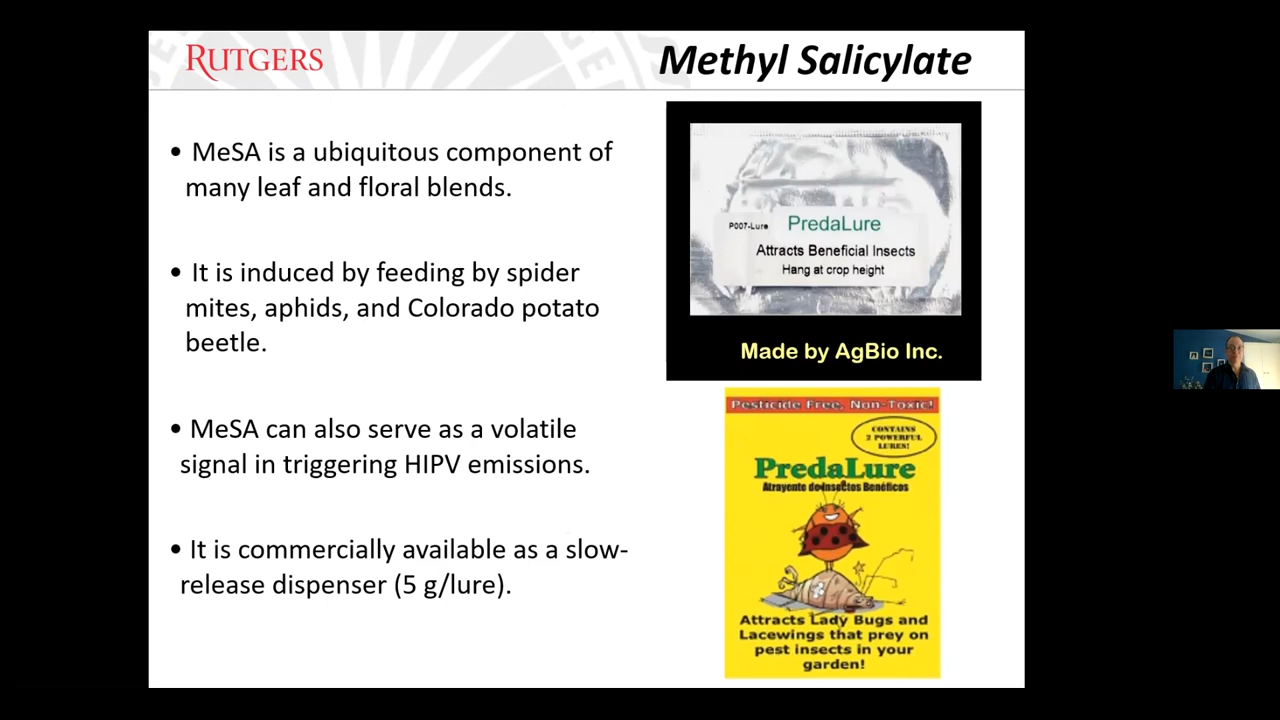 RUTGERS
Methyl Salicylate
• MeSA is a ubiquitous component of
many leaf and floral blends.
• It is induced by feeding by spider
mites, aphids, and Colorado potato
beetle.
• MeSA can also serve as a volatile
signal in triggering HIPV emissions.
• It is commercially available as a slow-
release dispenser (5 g/lure).
P007-Lure
PredaLure
Attracts Beneficial Insects
Hang at crop height
Made by AgBio Inc.
Pesticide Free, Non-Toxic!
CONTAINS
2 POWERFUL
LURES!
PredaLure
Atrayente de Insectos Benéficos
Attracts Lady Bugs and
Lacewings that prey on
pest insects in your
garden!